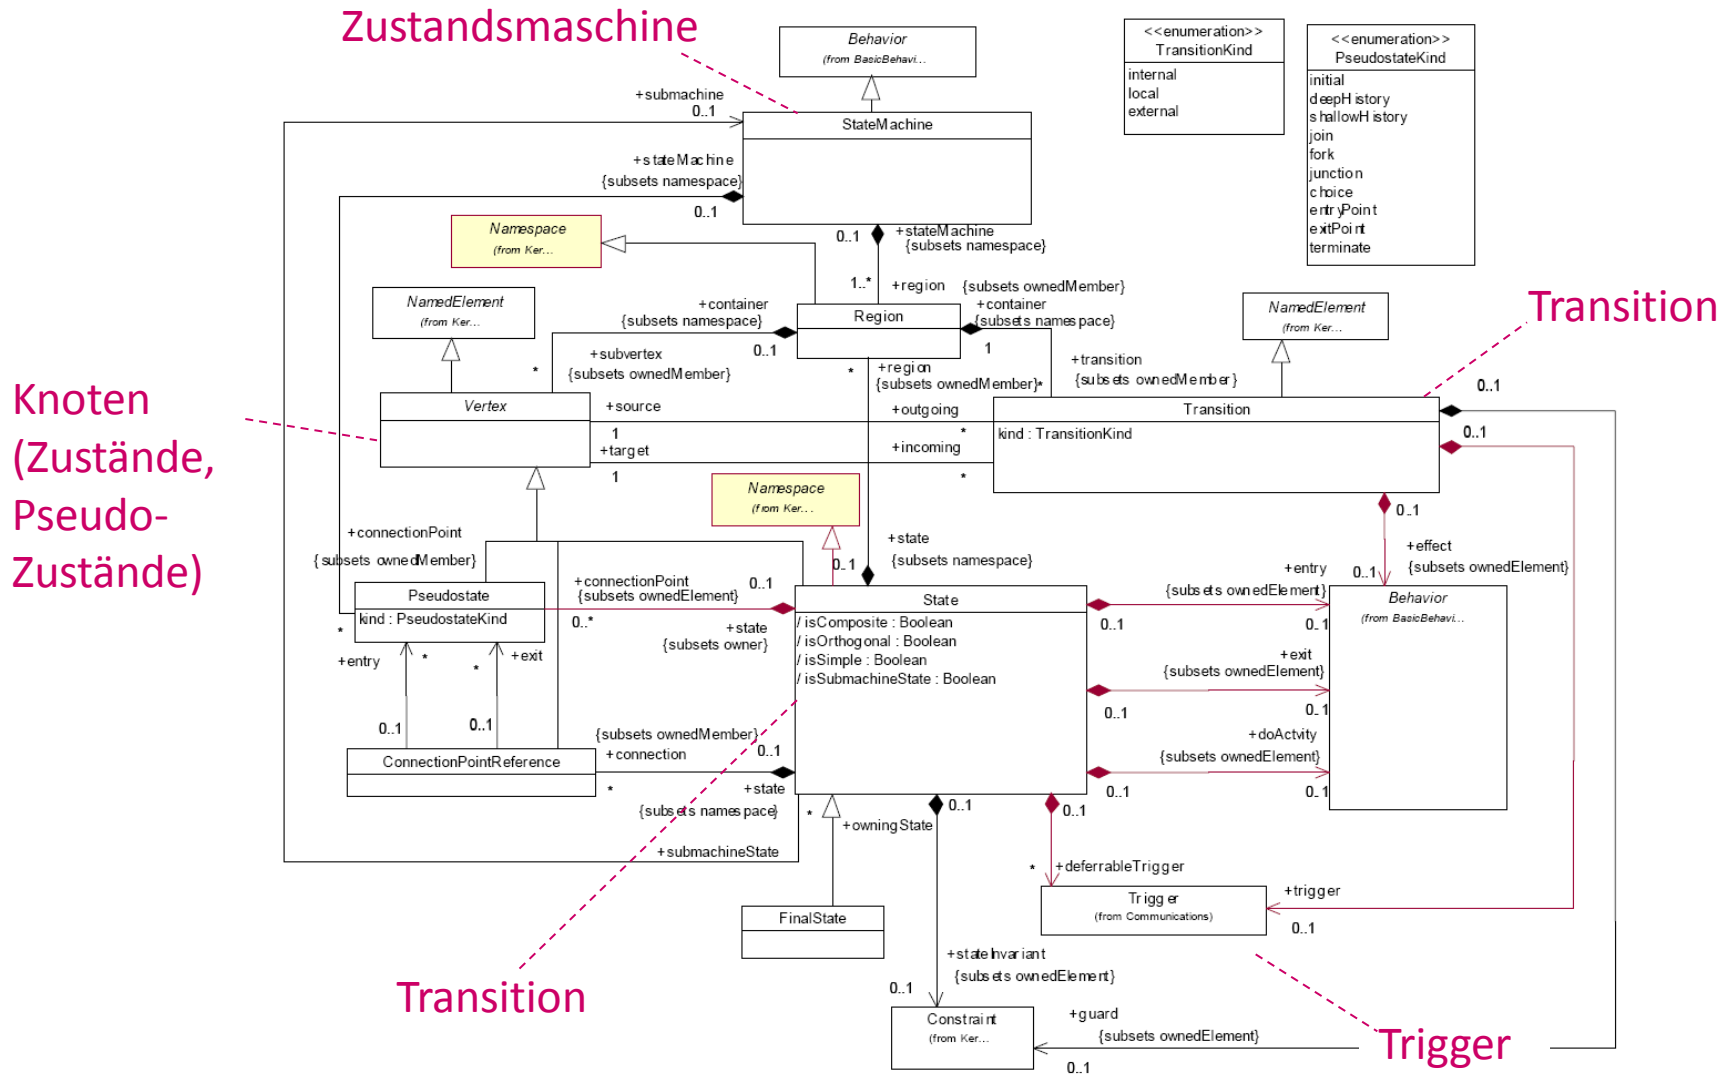 Zustandsmaschine
Behavior
(from BasicBehavi...
<<enumeration>>
TransitionKind
internal
local
external
<<enumeration>>
PseudostateKind
initial
deepHistory
shallowHistory
join
fork
junction
choice
entryPoint
exitPoint
terminate
+submachine
0..1
StateMachine
+stateMachine
{subsets namespace}
0..1
Namespace
(from Ker...
0..1
+stateMachine
{subsets namespace}
1..*
+region
{subsets ownedMember}
NamedElement
(from Ker...
+container
{subsets namespace}
0..1
Region
+container
{subsets namespace}
1
NamedElement
(from Ker...
Transition
+subvertex
{subsets ownedMember}
*
*
+region
{subsets ownedMember}
+transition
{subsets ownedMember}
*
0..1
Knoten
(Zustände,
Pseudo-
Zustände)
Vertex
+source
1
+outgoing
*
Transition
kind : TransitionKind
0..1
+target
1
+incoming
*
Namespace
(from Ker...
0..1
+connectionPoint
{subsets ownedMember}
+state
{subsets namespace}
0..1
+effect
{subsets ownedElement}
0..1
Pseudostate
kind : PseudostateKind
*
+connectionPoint
{subsets ownedElement}
0..1
0..*
+state
{subsets owner}
State
/ isComposite : Boolean
/ isOrthogonal : Boolean
/ isSimple : Boolean
/ isSubmachineState : Boolean
+entry
{subsets ownedElement}
0..1
0..1
Behavior
(from BasicBehavi...
+entry
*
*
+exit
+exit
{subsets ownedElement}
0..1
0..1
0..1
0..1
{subsets ownedMember}
+connection
0..1
+doActvity
{subsets ownedElement}
0..1
0..1
ConnectionPointReference
*
+state
{subsets namespace}
*
+owningState
0..1
0..1
+submachineState
*
+deferrableTrigger
Trigger
(from Communications)
+trigger
0..1
FinalState
+stateInvariant
{subsets ownedElement}
0..1
Transition
Constraint
(from Ker...
+guard
{subsets ownedElement}
0..1
Trigger